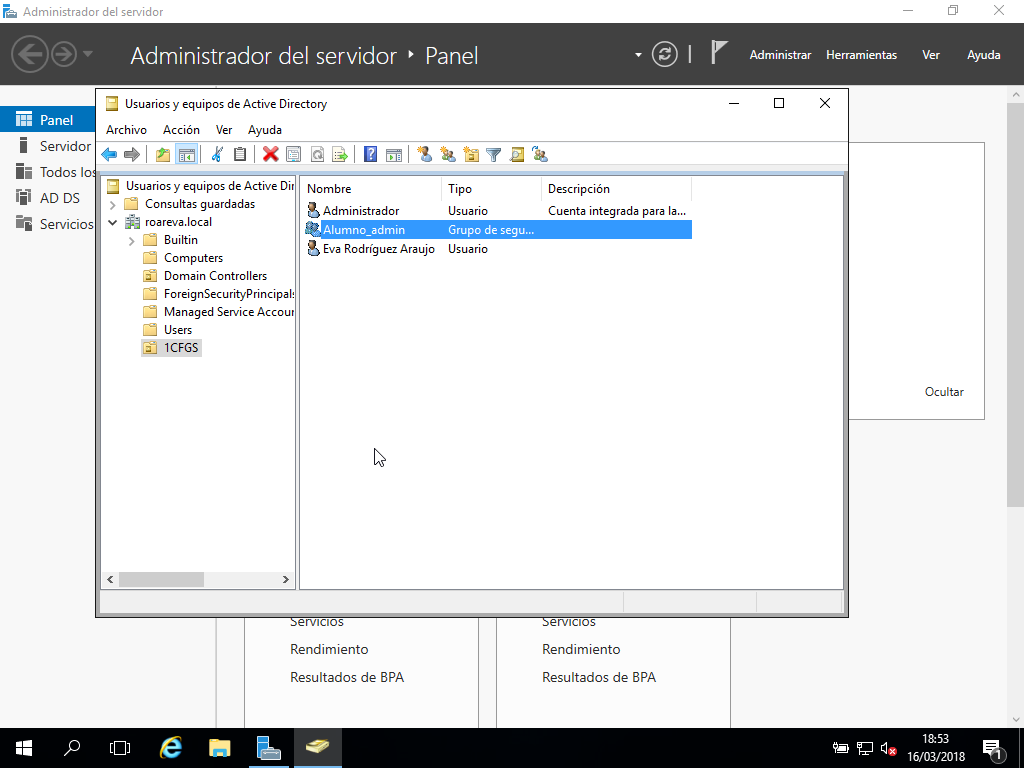 Administrador del servidor
Administrador del servidor ‣ Panel
Administrar Herramientas Ver Ayuda
Panel
Servidor
Todos los
AD DS
Servicios
Usuarios y equipos de Active Directory
Archivo Acción Ver Ayuda
Usuarios y equipos de Active Dir
Consultas guardadas
roareva.local
Builtin
Computers
Domain Controllers
ForeignSecurityPrincipals
Managed Service Accour
Users
1CFGS
Nombre Tipo Descripción
Administrador Usuario Cuenta integrada para la...
Alumno_admin Grupo de segu...
Eva Rodríguez Araujo Usuario
Ocultar
Servicios
Rendimiento
Resultados de BPA
Servicios
Rendimiento
Resultados de BPA
18:53
16/03/2018
1